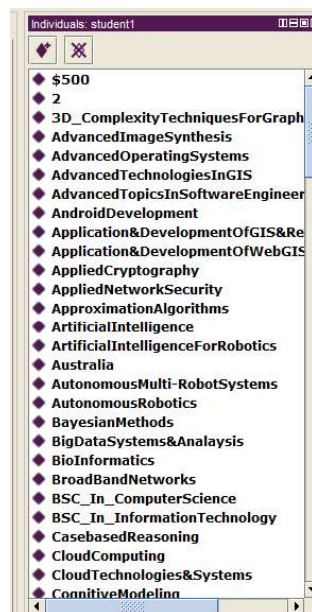 Individuals: student1
$500
2
3D_ComplexityTechniquesForGraph
AdvancedImageSynthesis
AdvancedOperatingSystems
AdvancedTechnologiesInGIS
AdvancedTopicsInSoftwareEngineer
AndroidDevelopment
Application&DevelopmentOfGIS&Re
Application&DevelopmentOfWebGIS
AppliedCryptography
AppliedNetworkSecurity
ApproximationAlgorithms
ArtificialIntelligence
ArtificialIntelligenceForRobotics
Australia
AutonomousMulti-RobotSystems
AutonomousRobotics
BayesianMethods
BigDataSystems&Analaysis
BioInformatics
BroadBandNetworks
BSC_In_ComputerScience
BSC_In_InformationTechnology
CasebasedReasoning
CloudComputing
CloudTechnologies&Systems
CognitiveModeling